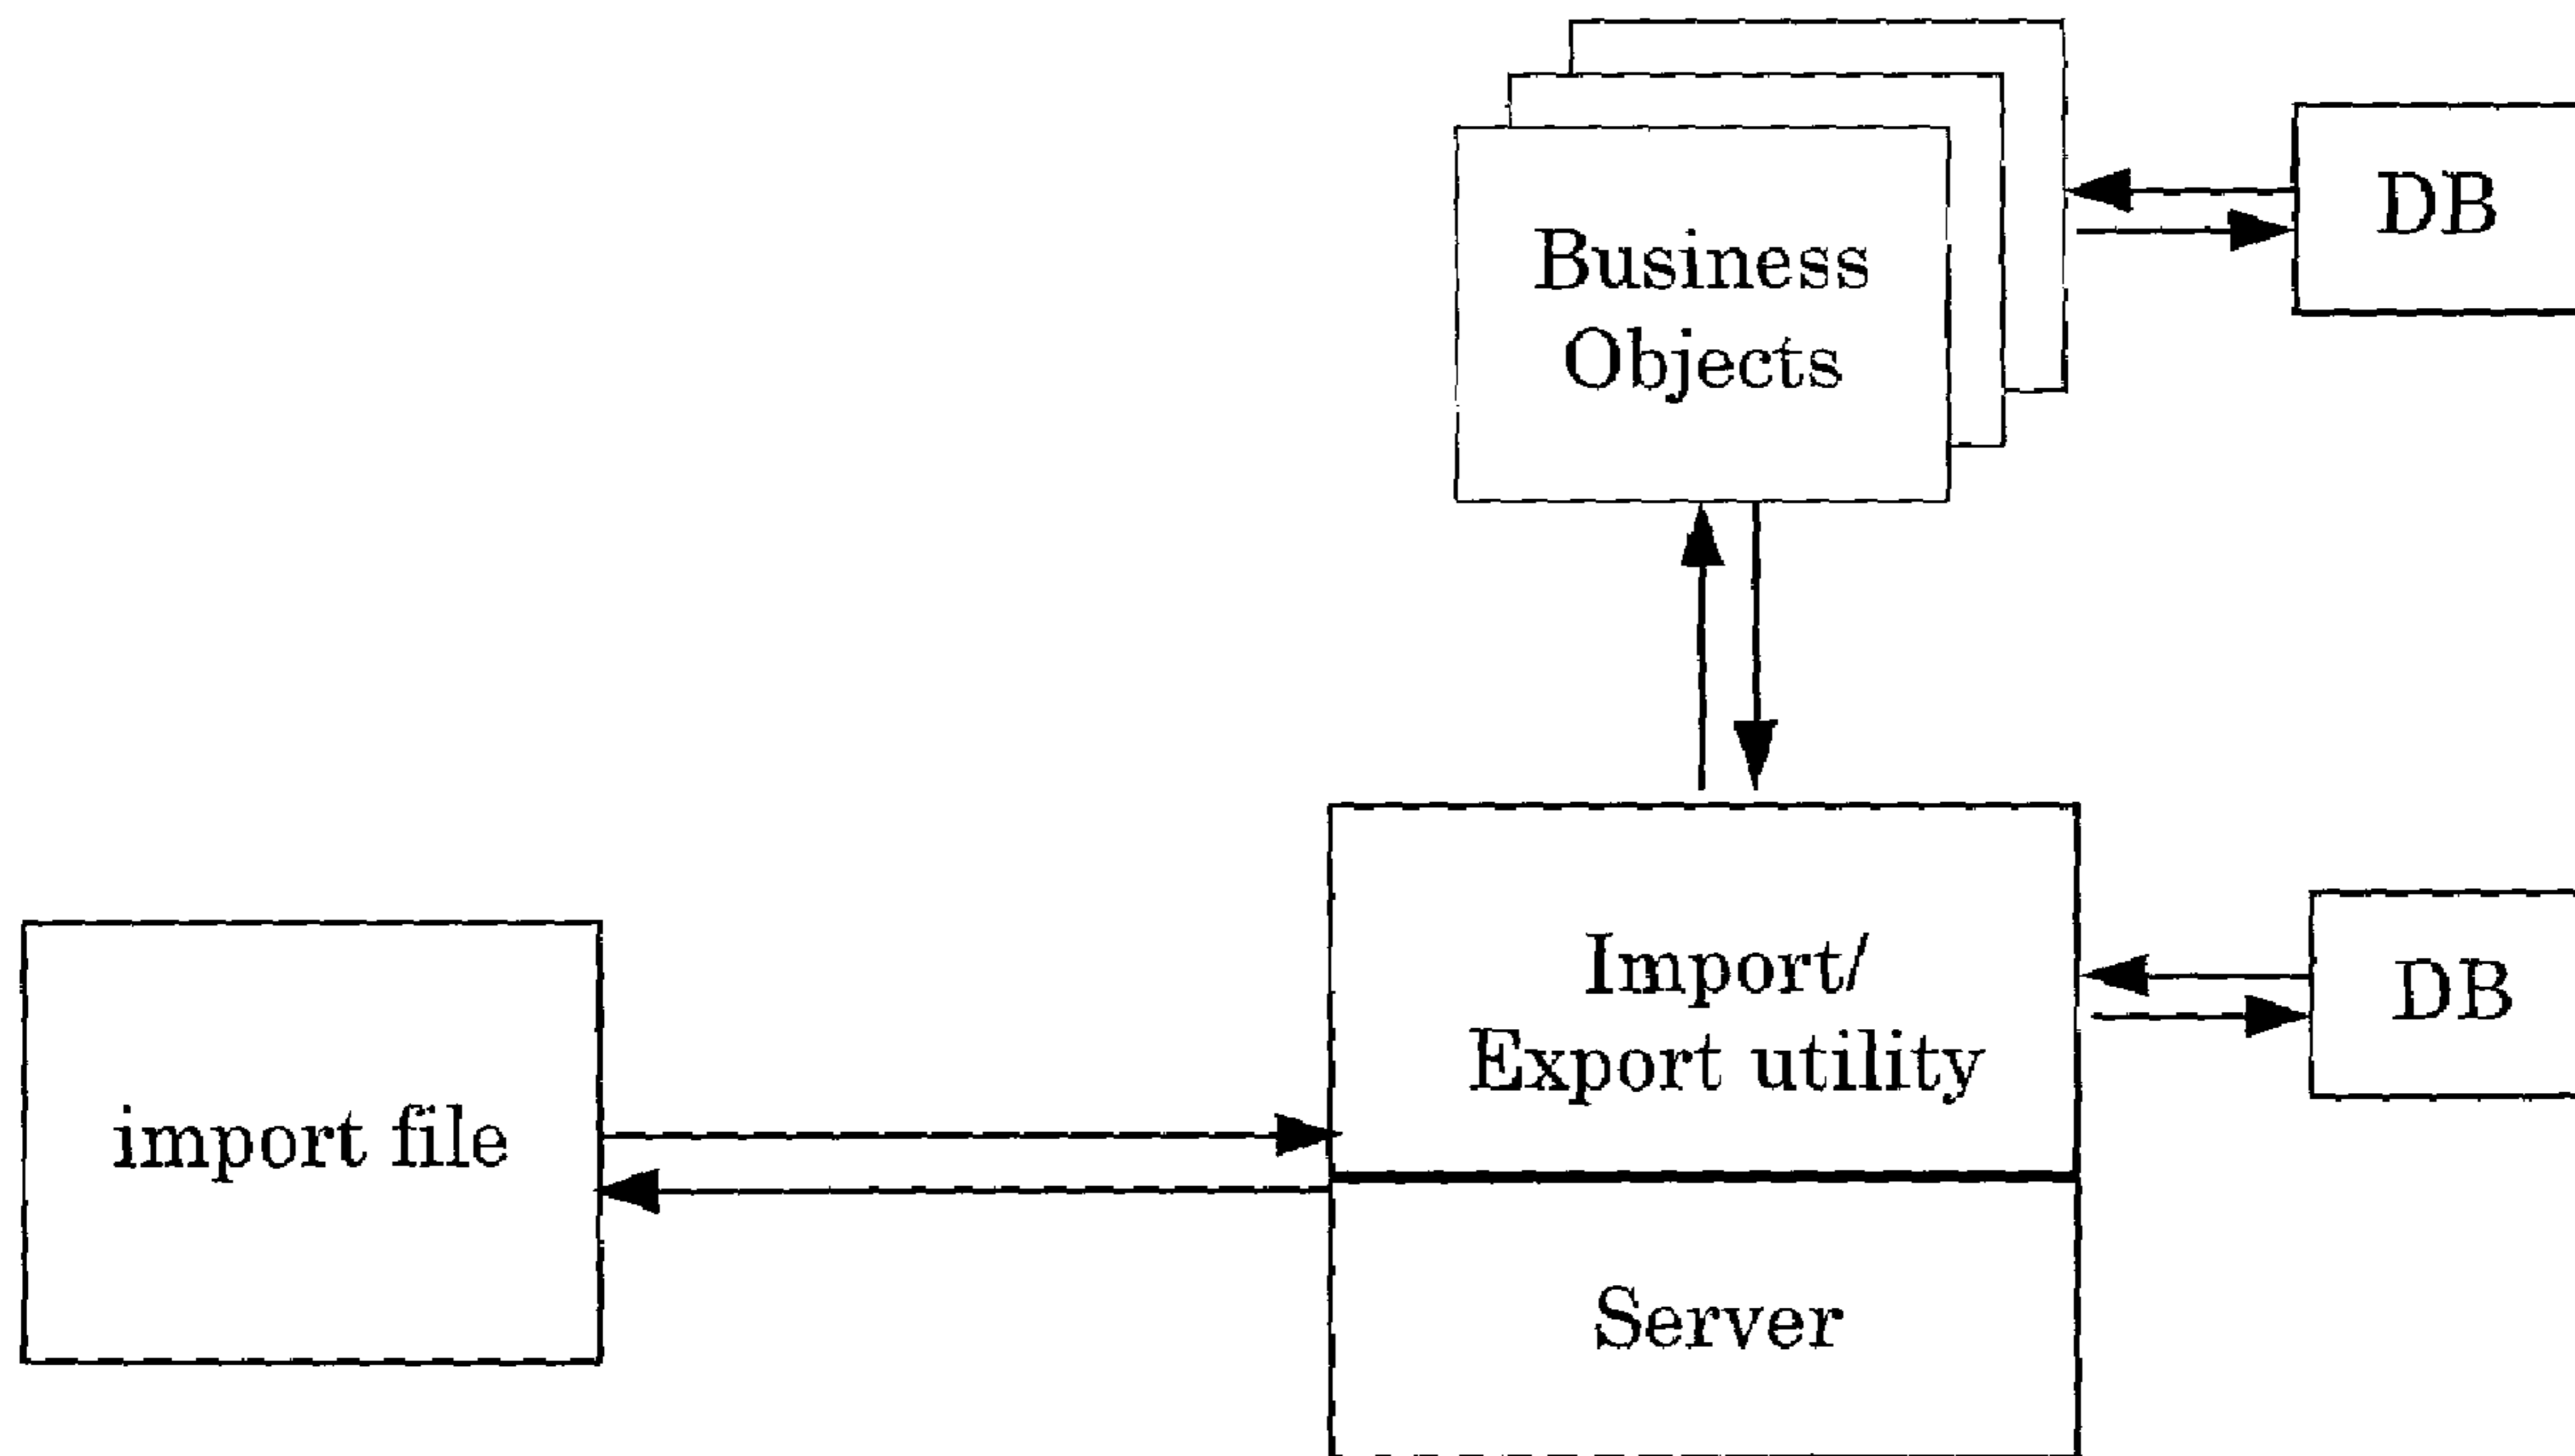 Business
Objects
DB
Import/
Export utility
DB
import file
Server